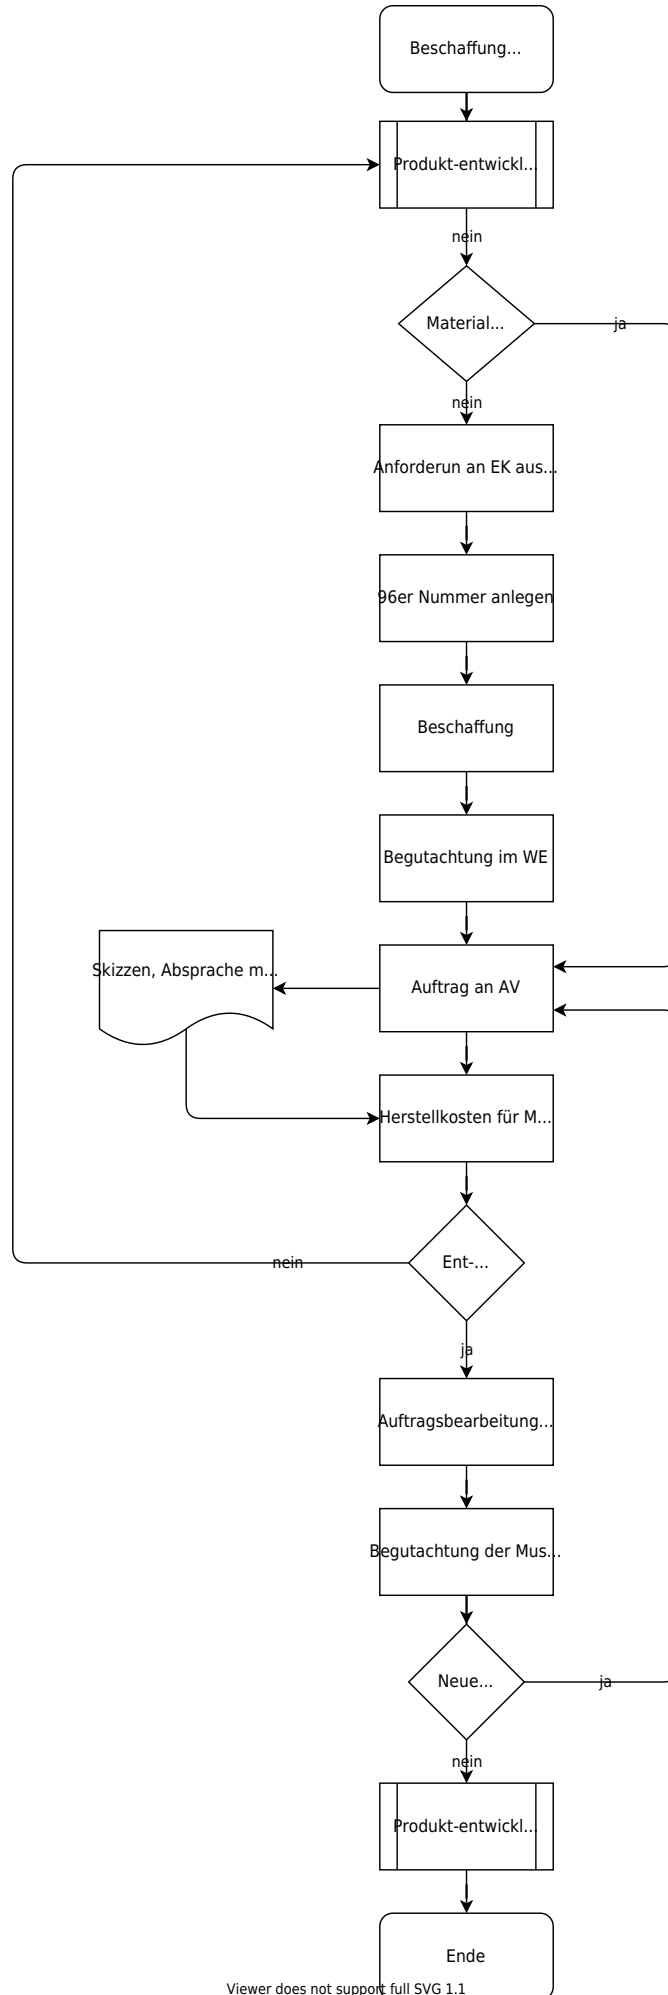 Beschaffung...
Produkt-entwickl...
nein
Material...
ja
nein
Anforderun an EK aus...
96er Nummer anlegen
Beschaffung
Begutachtung im WE
Skizzen, Absprache m...
Auftrag an AV
Herstellkosten für M...
Ent-...
nein
ja
Auftragsbearbeitung...
Begutachtung der Mus...
Neue...
ja
nein
Produkt-entwickl...
Ende
Viewer does not support full SVG 1.1